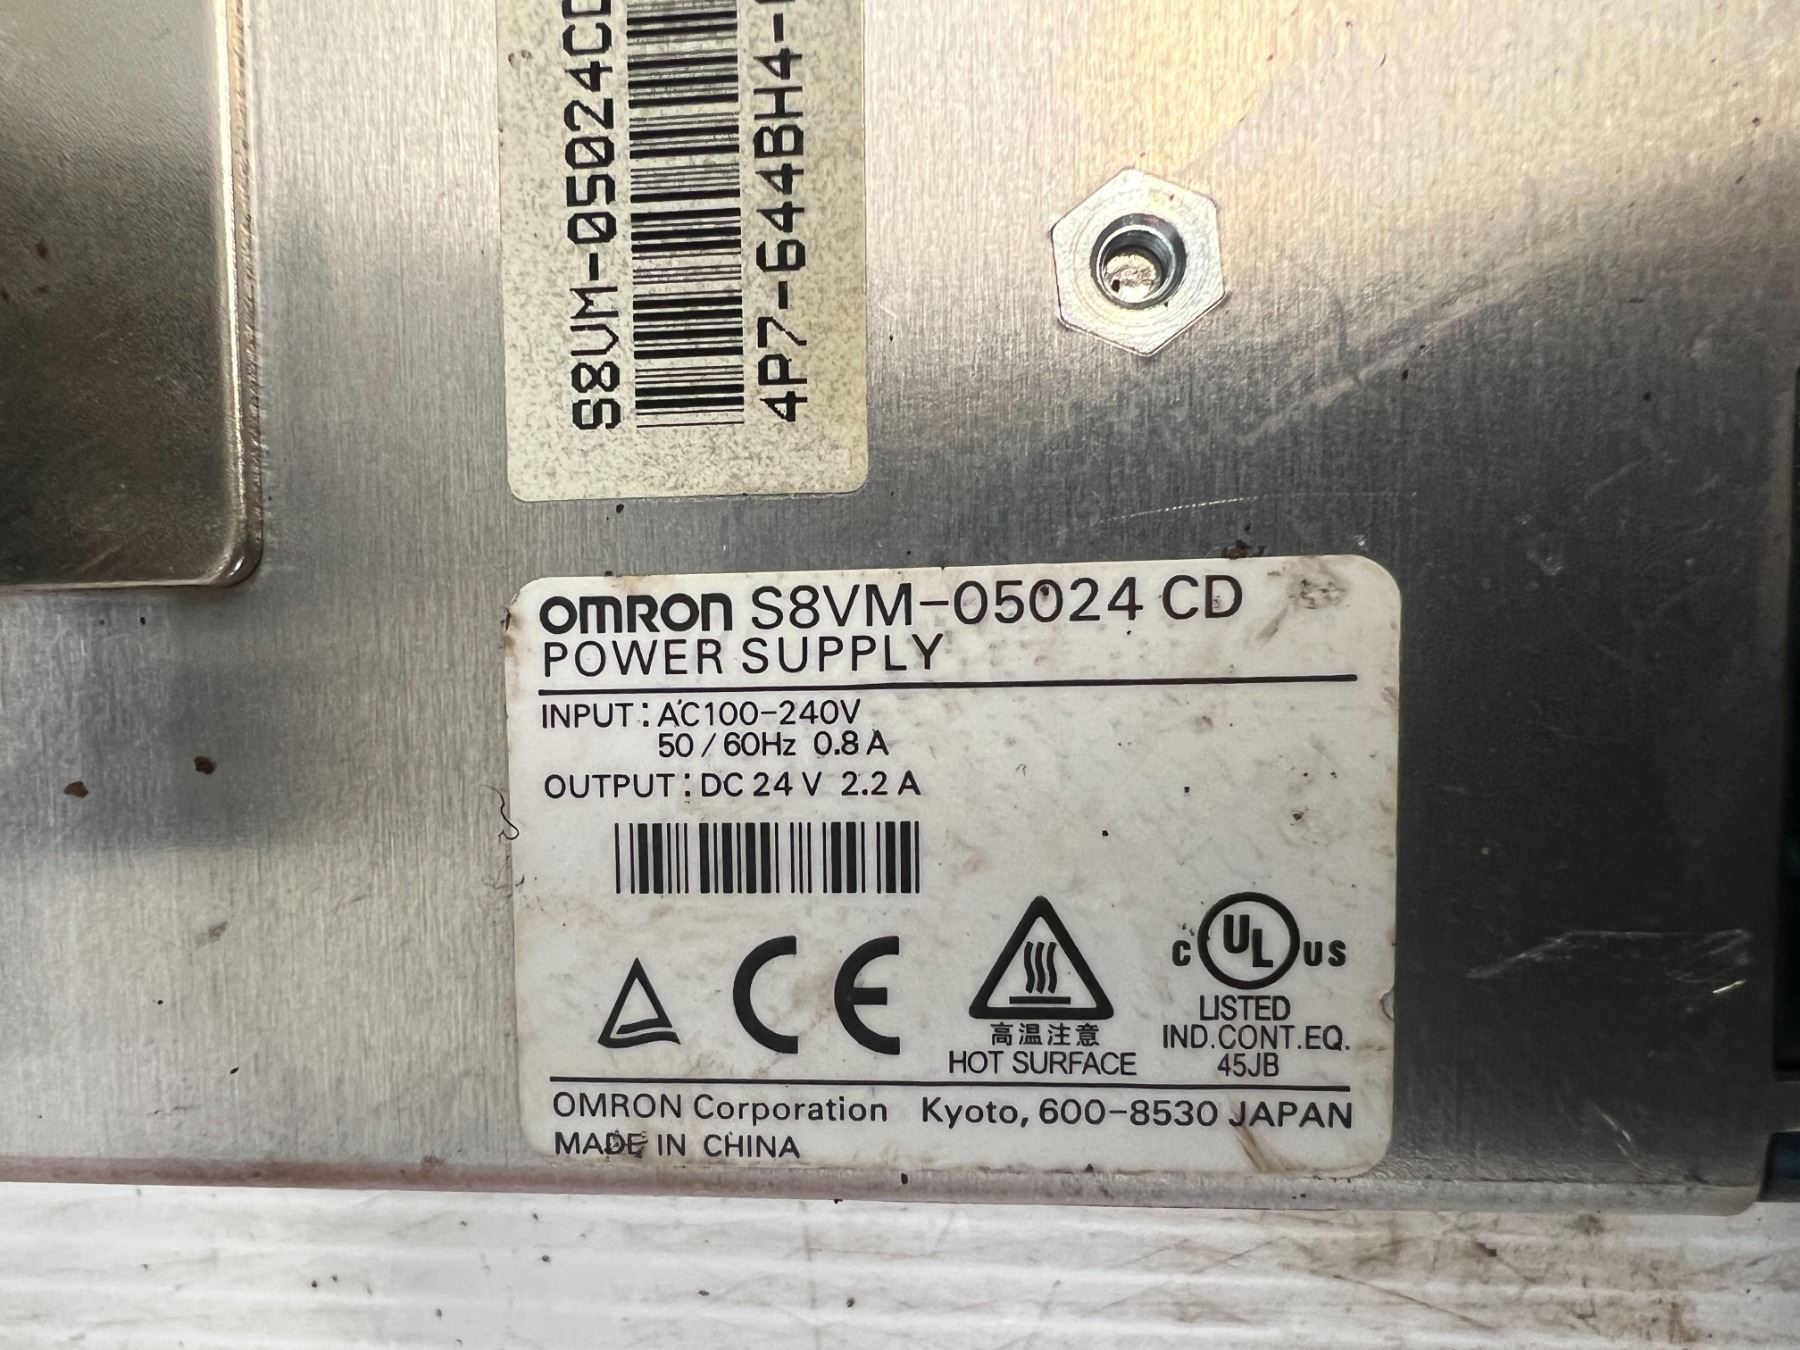 S8VM-05024CD
4P7-644BH4-
OMRON S8VM-05024 CD
POWER SUPPLY
INPUT : AC100-240V
50 / 60Hz 0.8 A
OUTPUT : DC 24 V 2.2 A
CE
高温注意
HOT SURFACE
C UL US
LISTED
IND.CONT.EQ.
45JB
OMRON Corporation Kyoto, 600-8530 JAPAN
MADE IN CHINA